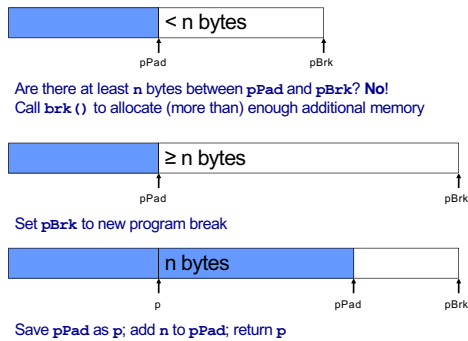 < n bytes
pPad pBrk
Are there at least n bytes between pPad and pBrk? No!
Call brk() to allocate (more than) enough additional memory
≥ n bytes
pPad pBrk
Set pBrk to new program break
n bytes
p pPad pBrk
Save pPad as p; add n to pPad; return p